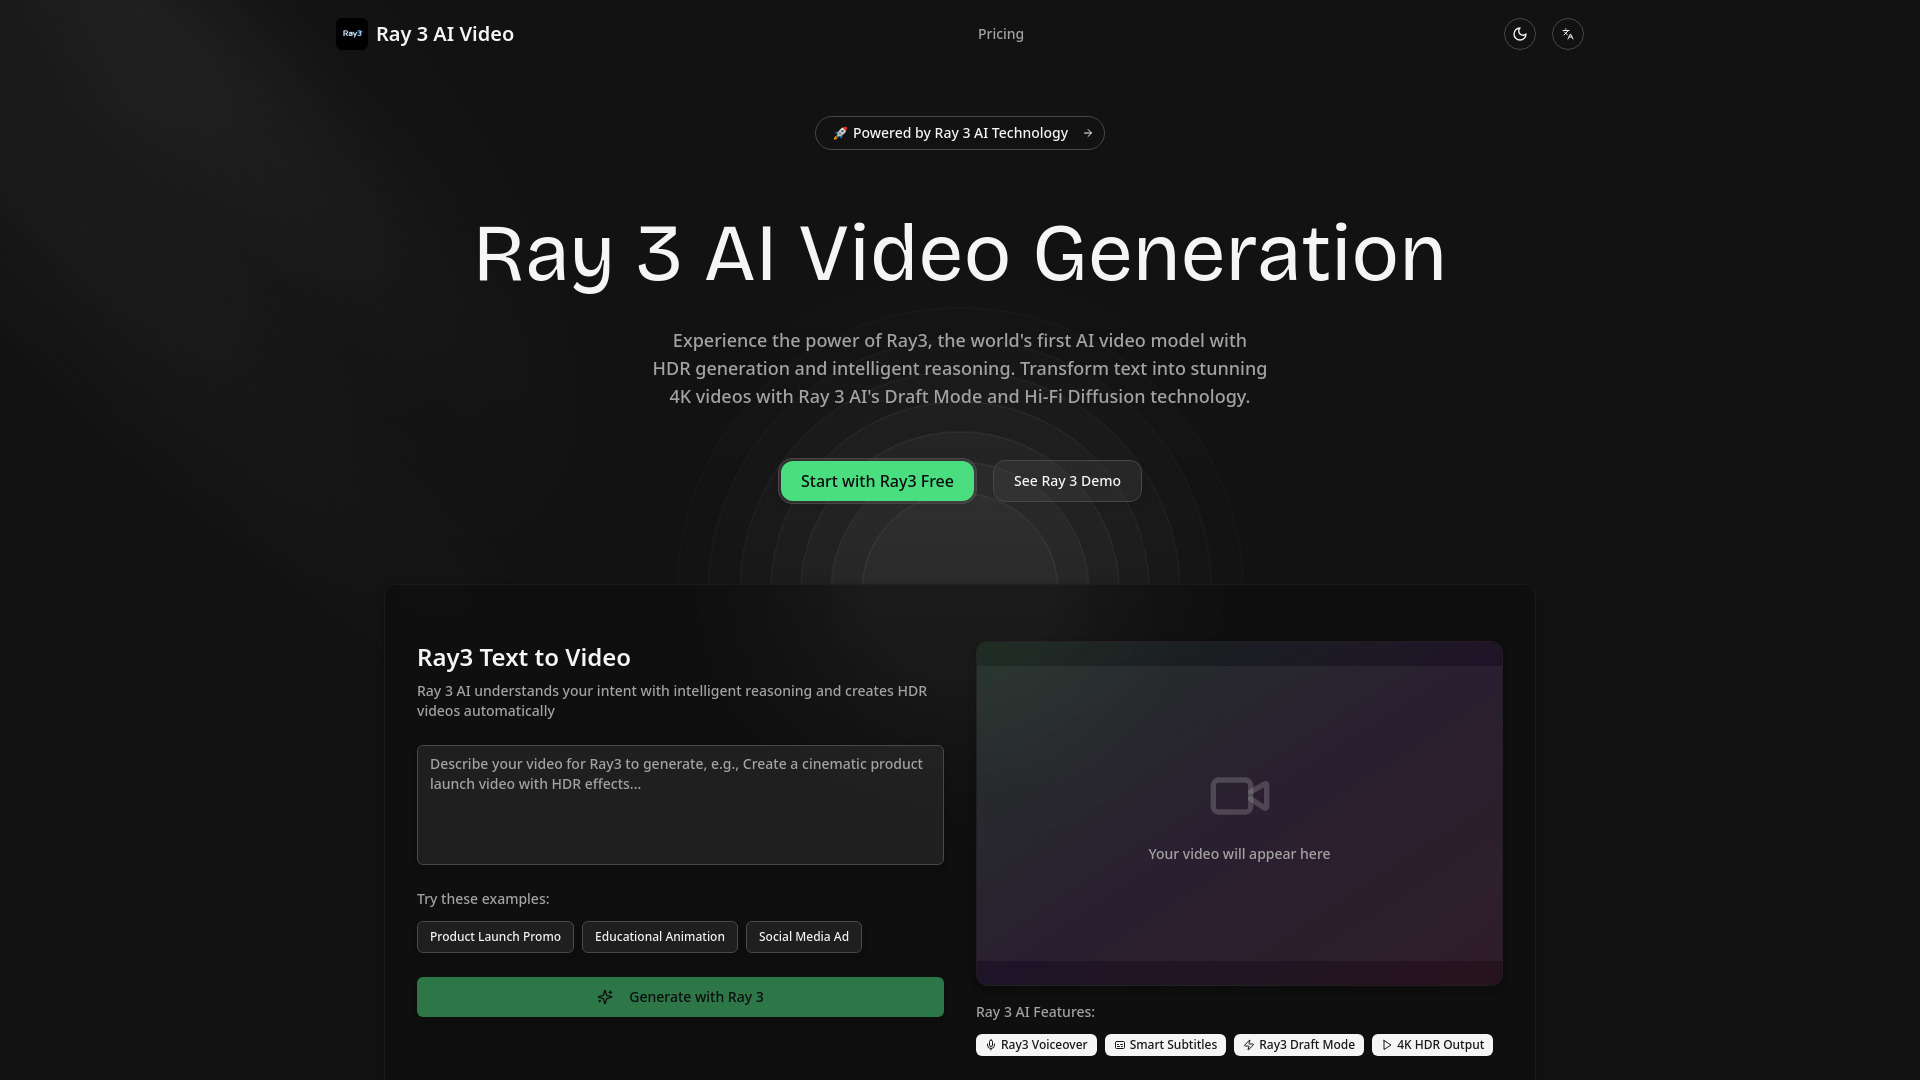 Ray3
Ray 3 AI Video
Pricing
🚀 Powered by Ray 3 AI Technology
Ray 3 AI Video Generation
Experience the power of Ray3, the world's first AI video model with
HDR generation and intelligent reasoning. Transform text into stunning
4K videos with Ray 3 AI's Draft Mode and Hi-Fi Diffusion technology.
Start with Ray3 Free
See Ray 3 Demo
Ray3 Text to Video
Ray 3 AI understands your intent with intelligent reasoning and creates HDR
videos automatically
Describe your video for Ray3 to generate, e.g., Create a cinematic product
launch video with HDR effects...
Try these examples:
Product Launch Promo
Educational Animation
Social Media Ad
Generate with Ray 3
Your video will appear here
Ray 3 AI Features:
Ray3 Voiceover
Smart Subtitles
Ray3 Draft Mode
4K HDR Output